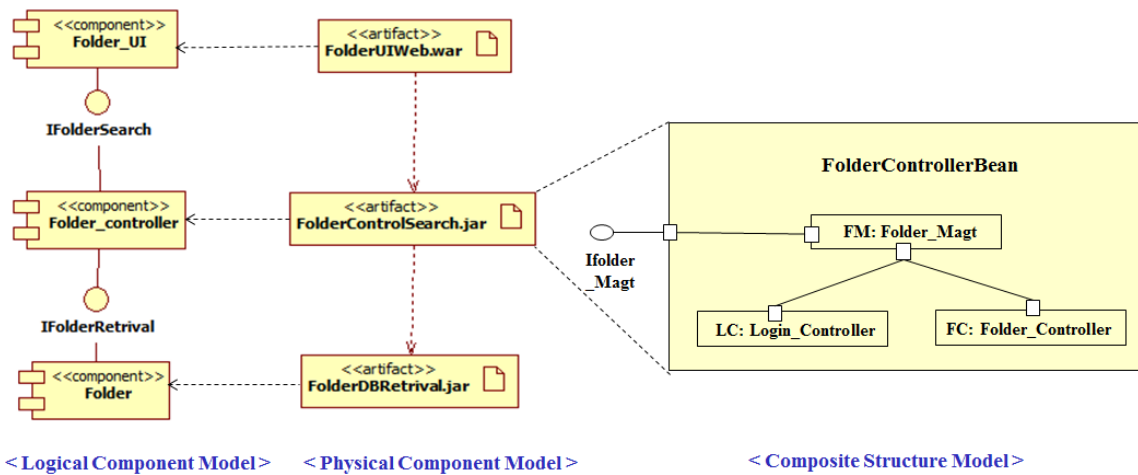 <<component>>
Folder_UI
<<artifact>>
FolderUIWeb.war
IFolderSearch
<<component>>
Folder_controller
<<artifact>>
FolderControlSearch.jar
IFolderRetrival
<<component>>
Folder
<<artifact>>
FolderDBRetrival.jar
FolderControllerBean
FM: Folder_Magt
Ifolder
_Magt
LC: Login_Controller
FC: Folder_Controller
< Logical Component Model >
< Physical Component Model >
< Composite Structure Model >